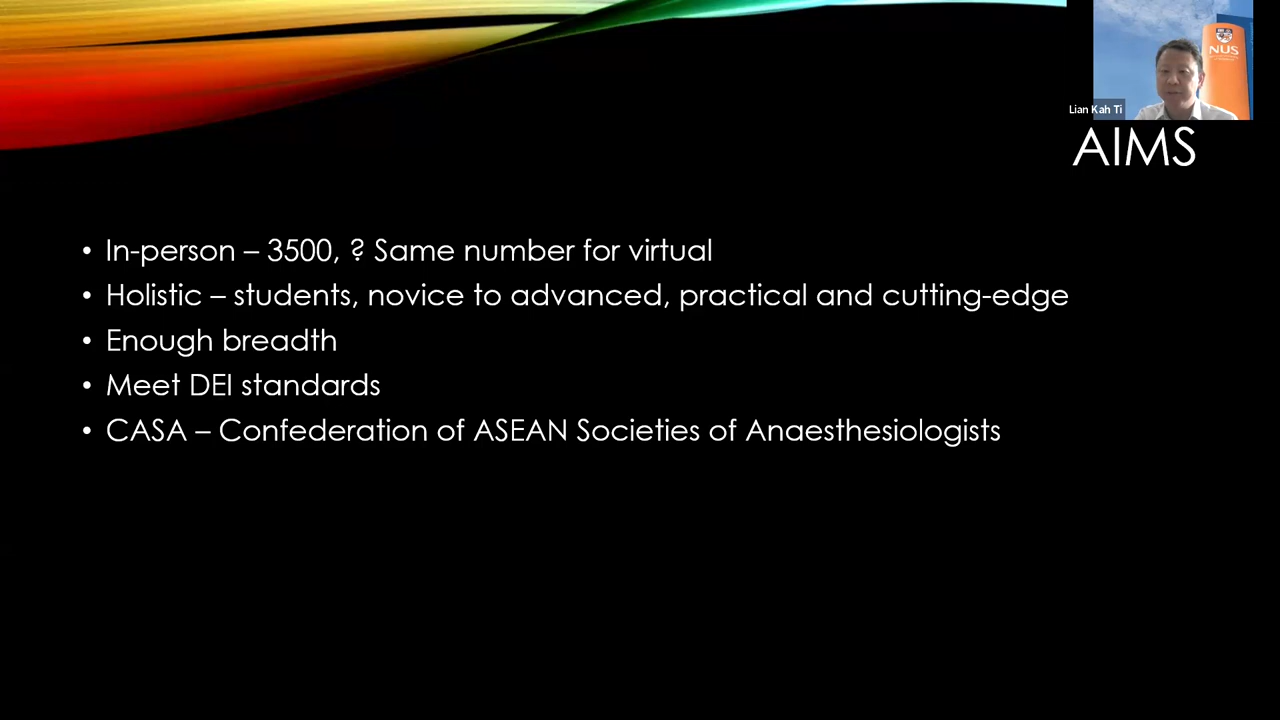 NUS
Lian Kah Ti
AIMS
• In-person – 3500, ? Same number for virtual
• Holistic – students, novice to advanced, practical and cutting-edge
• Enough breadth
• Meet DEI standards
• CASA – Confederation of ASEAN Societies of Anaesthesiologists